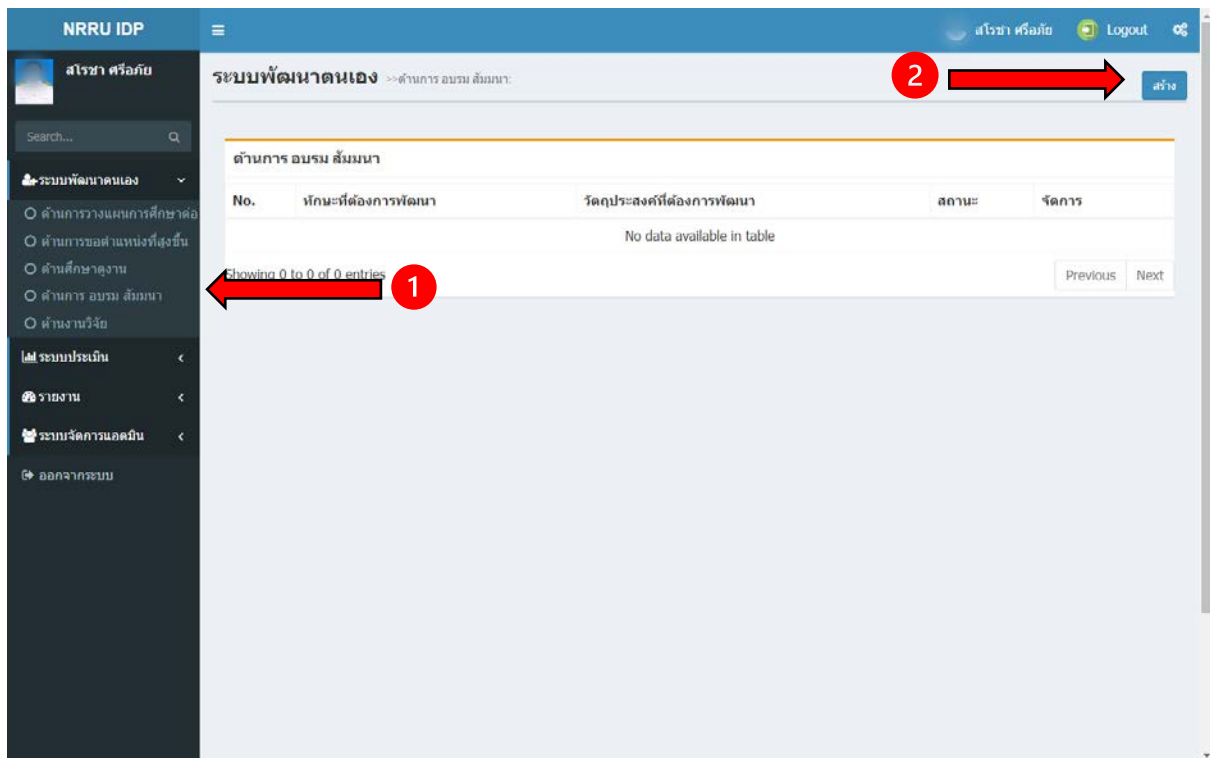 NRRU IDP
สโรชา ศรีอภัย
Logout
สโรชา ศรีอภัย
Search...
ระบบพัฒนาตนเอง
ด้านการวางแผนการศึกษาต่อ
ด้านการขอตำแหน่งที่สูงขึ้น
ด้านศึกษาดูงาน
ด้านการ อบรม สัมมนา
ด้านงานวิจัย
ระบบประเมิน
รายงาน
ระบบจัดการแอดมิน
ออกจากระบบ
ระบบพัฒนาตนเอง >>ด้านการ อบรม สัมมนา:
2
สร้าง
ด้านการ อบรม สัมมนา
No. ทักษะที่ต้องการพัฒนา วัตถุประสงค์ที่ต้องการพัฒนา สถานะ จัดการ
No data available in table
Showing 0 to 0 of 0 entries
1
Previous Next